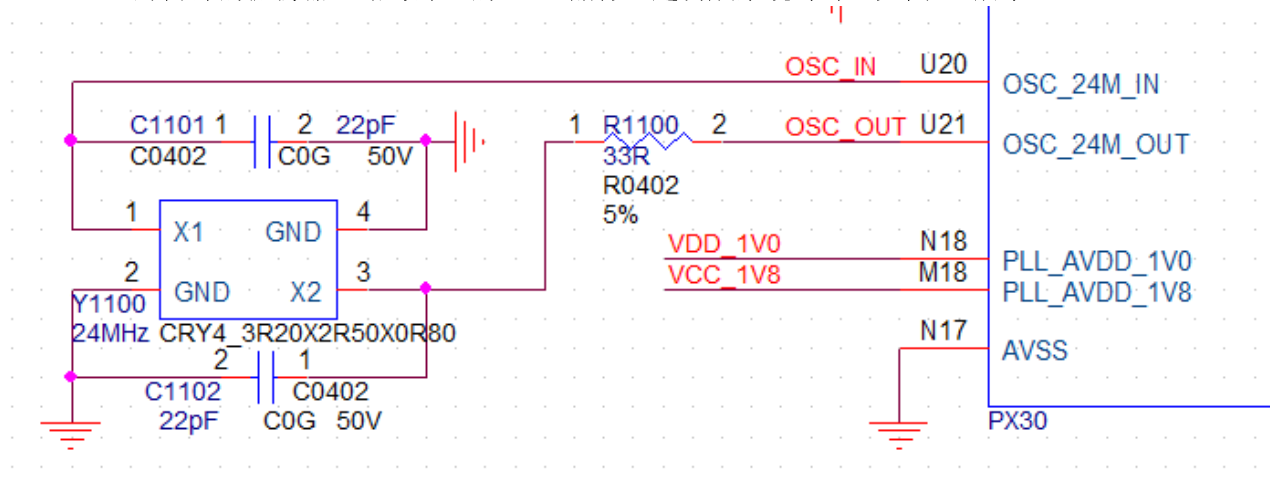 OSC_IN U20 OSC_24M_IN
C1101 1 2 22pF
C0402 C0G 50V
1 R1100 2 OSC_OUT U21 OSC_24M_OUT
33R
R0402
5%
1 X1 GND 4
2 GND X2 3
Y1100
24MHz CRY4_3R20X2R50X0R80
VDD_1V0 N18 PLL_AVDD_1V0
VCC_1V8 M18 PLL_AVDD_1V8
N17 AVSS
2 1
C1102 C0402
22pF C0G 50V
PX30